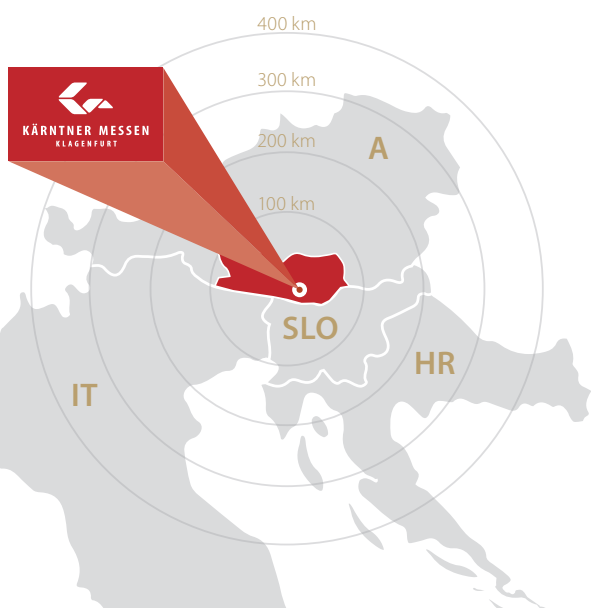 400 km
300 km
KÄRNTNER MESSEN
KLAGENFURT
200 km
A
100 km
SLO
HR
IT